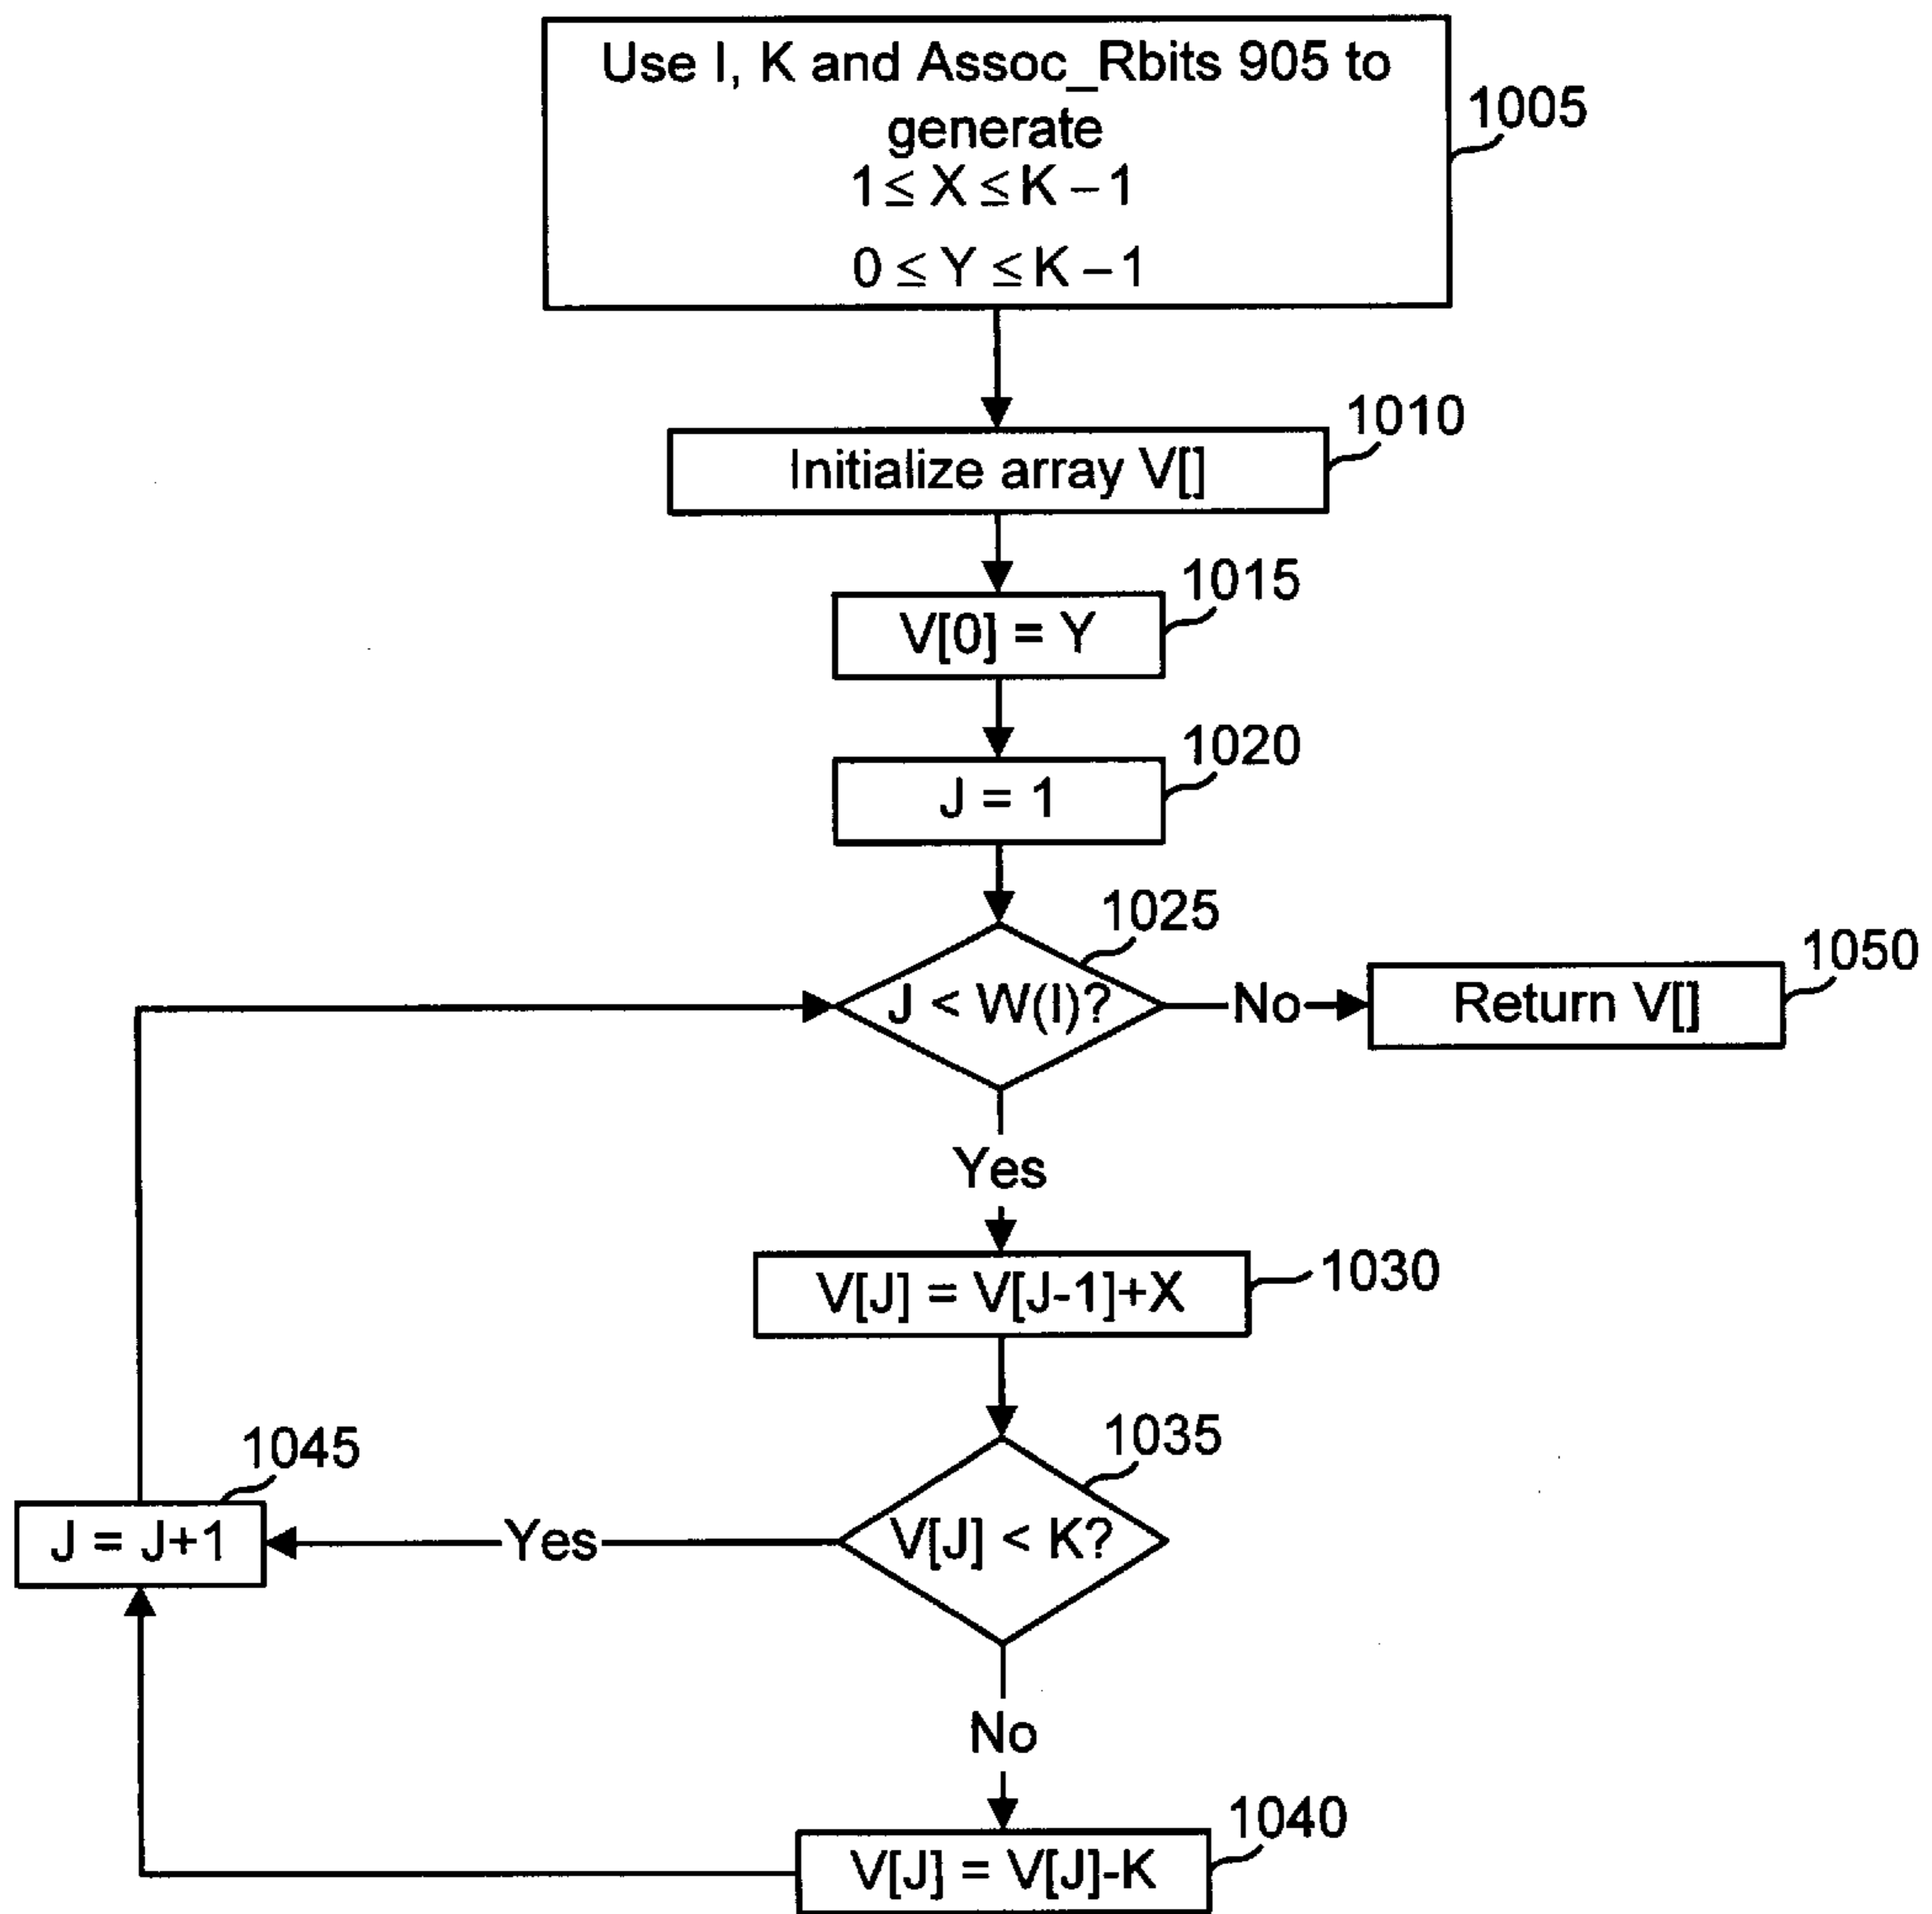 Use I, K and Assoc_Rbits 905 to
generate
1 ≤ X ≤ K – 1
0 ≤ Y ≤ K – 1
1005
Initialize array V[]
1010
V[0] = Y
1015
J = 1
1020
J < W(I)?
1025
No
Return V[]
1050
Yes
V[J] = V[J-1]+X
1030
V[J] < K?
1035
Yes
J = J+1
1045
No
V[J] = V[J]-K
1040